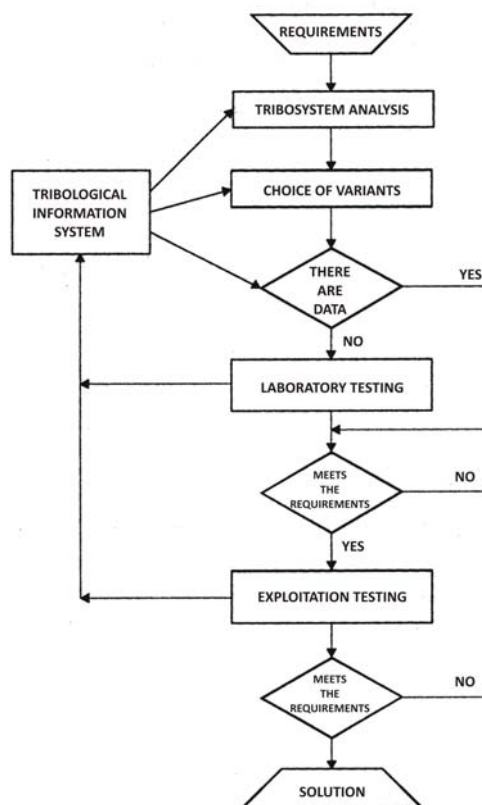 REQUIREMENTS
TRIBOSYSTEM ANALYSIS
TRIBOLOGICAL
INFORMATION
SYSTEM
CHOICE OF VARIANTS
THERE
ARE
DATA
YES
NO
LABORATORY TESTING
MEETS
THE
REQUIREMENTS
NO
YES
EXPLOITATION TESTING
MEETS
THE
REQUIREMENTS
NO
SOLUTION